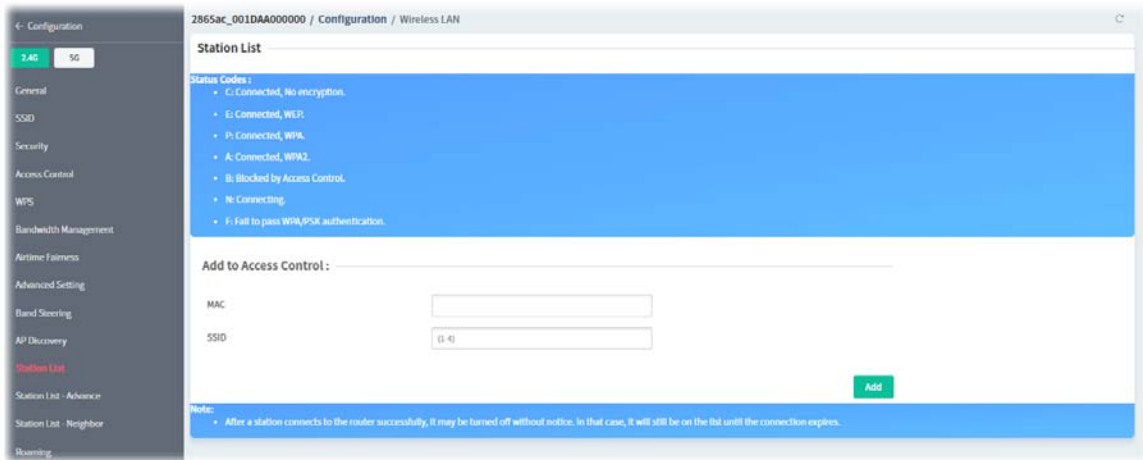 ← Configuration
2.4G 5G
General
SSID
Security
Access Control
WPS
Bandwidth Management
Airtime Fairness
Advanced Setting
Band Steering
AP Discovery
Station List
Station List - Advance
Station List - Neighbor
Roaming
2865ac_001DAA000000 / Configuration / Wireless LAN
Station List
Status Codes :
• C: Connected, No encryption.
• E: Connected, WEP.
• P: Connected, WPA.
• A: Connected, WPA2.
• B: Blocked by Access Control.
• N: Connecting.
• F: Fail to pass WPA/PSK authentication.
Add to Access Control :
MAC
SSID (1-4)
Add
Note:
• After a station connects to the router successfully, it may be turned off without notice. in that case, it will still be on the list until the connection expires.